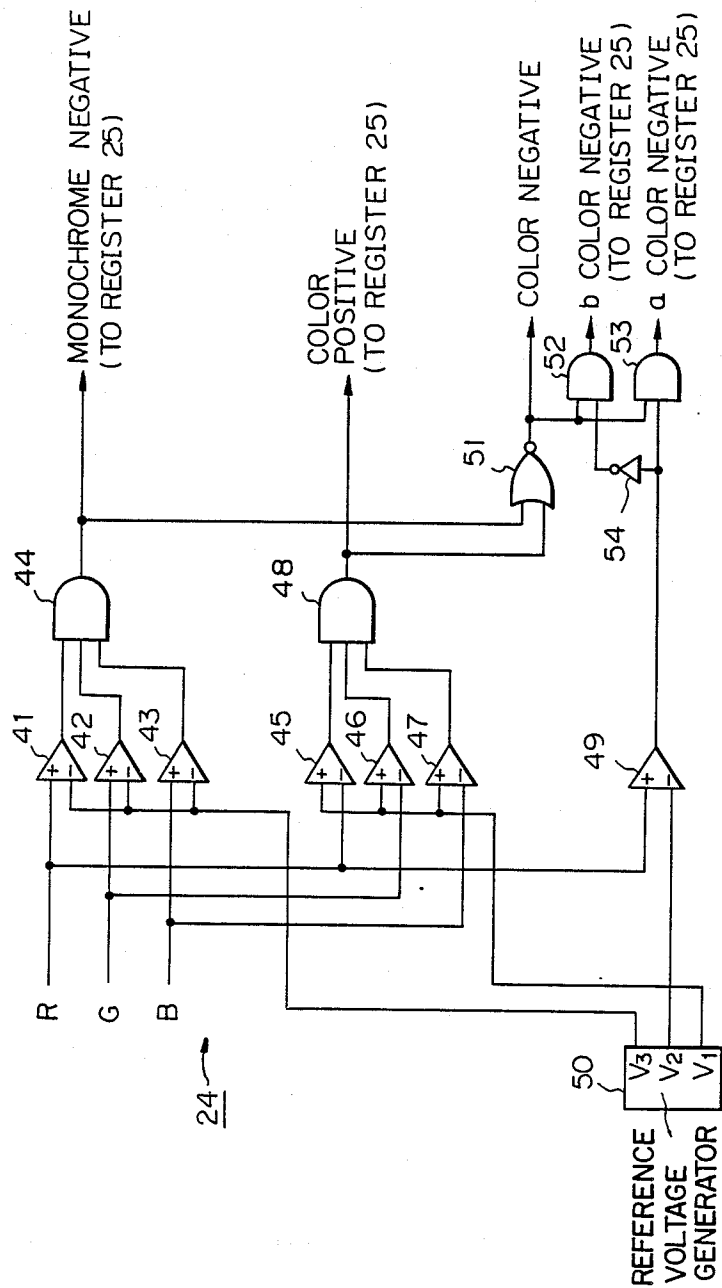 MONOCHROME NEGATIVE
(TO REGISTER 25)
44
41
42
43
R
G
B
24
COLOR
POSITIVE
(TO REGISTER 25)
48
45
46
47
COLOR NEGATIVE
51
52
b COLOR NEGATIVE
(TO REGISTER 25)
53
a COLOR NEGATIVE
(TO REGISTER 25)
54
49
50
V3
V2
V1
REFERENCE
VOLTAGE
GENERATOR
+
−
+
−
+
−
+
−
+
−
+
−
+
−